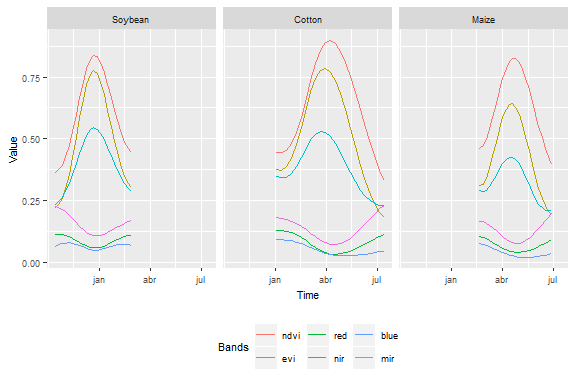 Soybean Cotton Maize
0.75
0.50
0.25
0.00
Value
jan abr jul jan abr jul jan abr jul
Time
Bands
ndvi red blue
evi nir mir